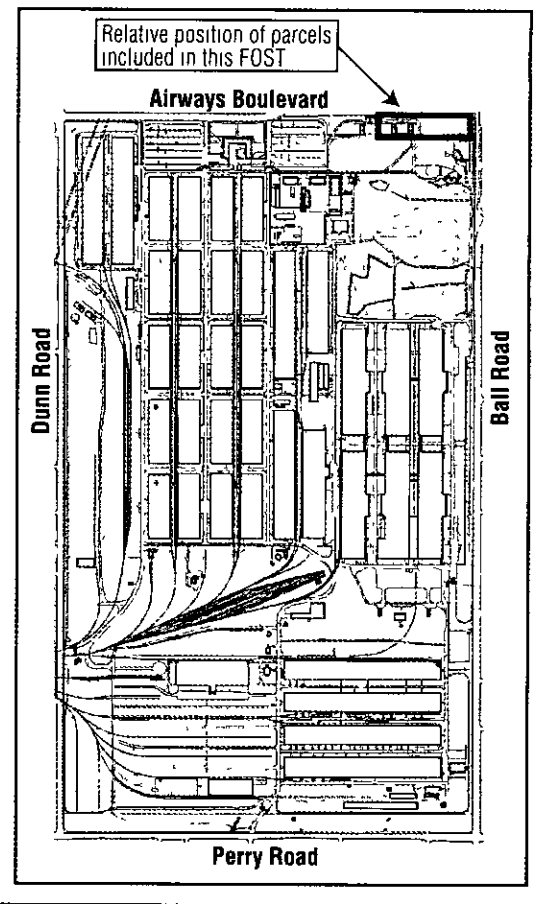 Relative position of parcels
included in this FOST
Airways Boulevard
Dunn Road
Ball Road
Perry Road